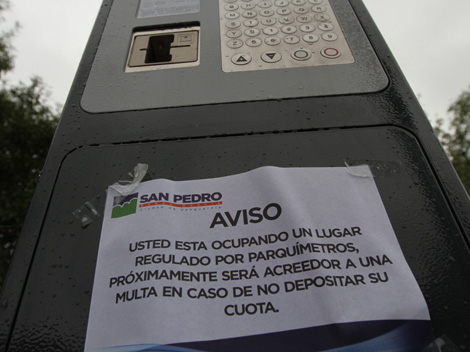 SAN PEDRO
AVISO
USTED ESTA OCUPANDO UN LUGAR
REGULADO POR PARQUÍMETROS,
PRÓXIMAMENTE SERÁ ACREEDOR A UNA
MULTA EN CASO DE NO DEPOSITAR SU
CUOTA.